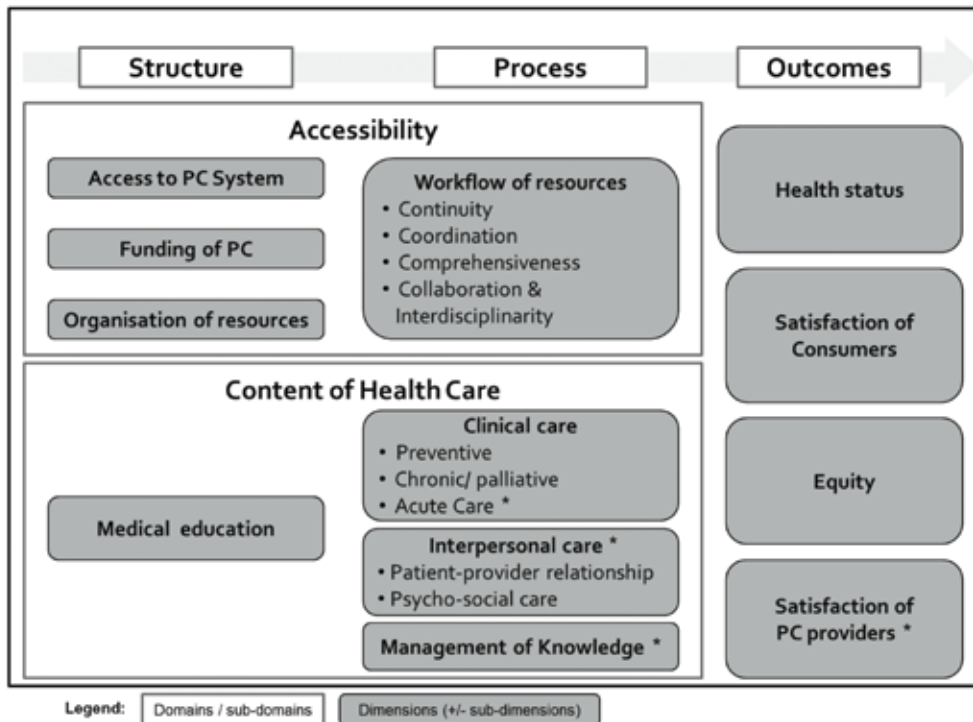 Structure
Process
Outcomes
Accessibility
Access to PC System
Funding of PC
Organisation of resources
Workflow of resources
• Continuity
• Coordination
• Comprehensiveness
• Collaboration &
Interdisciplinarity
Content of Health Care
Medical education
Clinical care
• Preventive
• Chronic/ palliative
• Acute Care *
Interpersonal care *
• Patient-provider relationship
• Psycho-social care
Management of Knowledge *
Health status
Satisfaction of
Consumers
Equity
Satisfaction of
PC providers *
Legend:
Domains / sub-domains
Dimensions (+/- sub-dimensions)